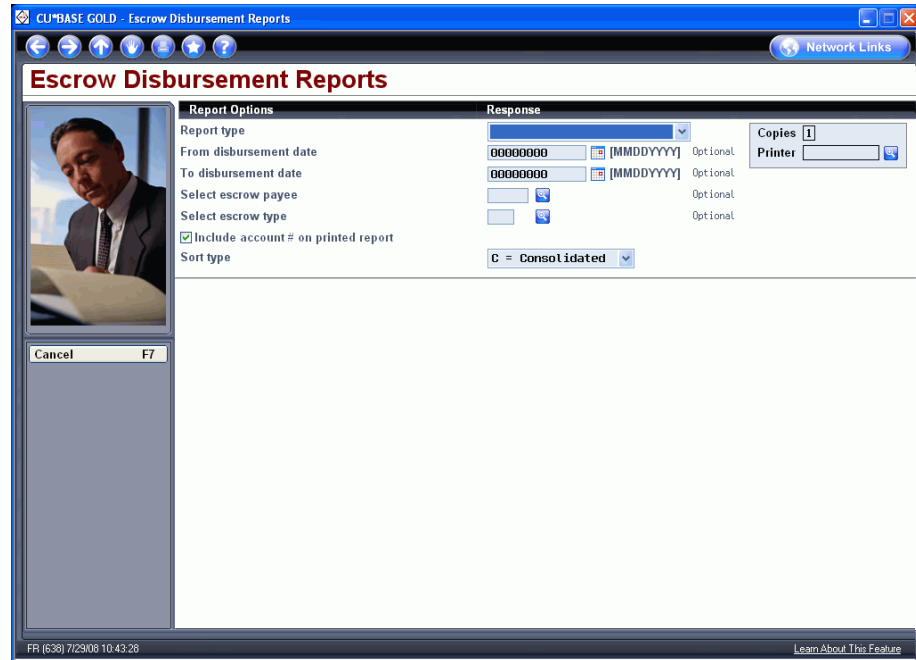 CU*BASE GOLD - Escrow Disbursement Reports
Network Links
Escrow Disbursement Reports
Report Options Response
Report type
Copies 1
From disbursement date 00000000 [MMDDYYYY] Optional
Printer
To disbursement date 00000000 [MMDDYYYY] Optional
Select escrow payee Optional
Select escrow type Optional
Include account # on printed report
Sort type C = Consolidated
Cancel F7
FR (638) 7/29/08 10:43:28
Learn About This Feature